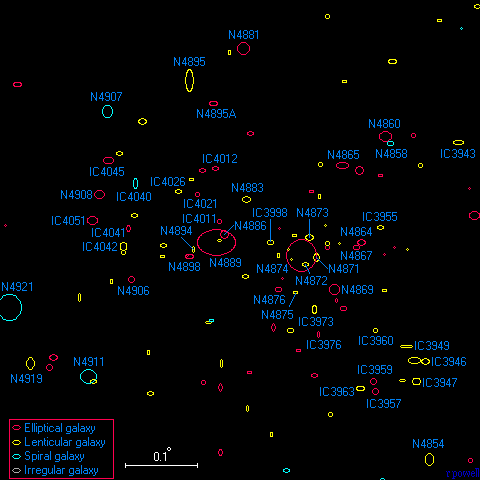 N4881
N4895
N4907
N4895A
N4860
N4858
IC3943
IC4012
N4865
IC4045
IC4026
N4883
N4908
IC4040
IC4021
IC3998
N4873
IC3955
IC4051
IC4011
N4886
IC4041
N4894
N4864
IC4042
N4867
N4889
N4898
N4874
N4871
N4872
N4921
N4906
N4876
N4869
N4875
IC3973
IC3976
IC3960
IC3949
N4911
IC3946
N4919
IC3959
IC3947
IC3963
IC3957
Elliptical galaxy
Lenticular galaxy
Spiral galaxy
Irregular galaxy
0.1°
N4854
cpowell